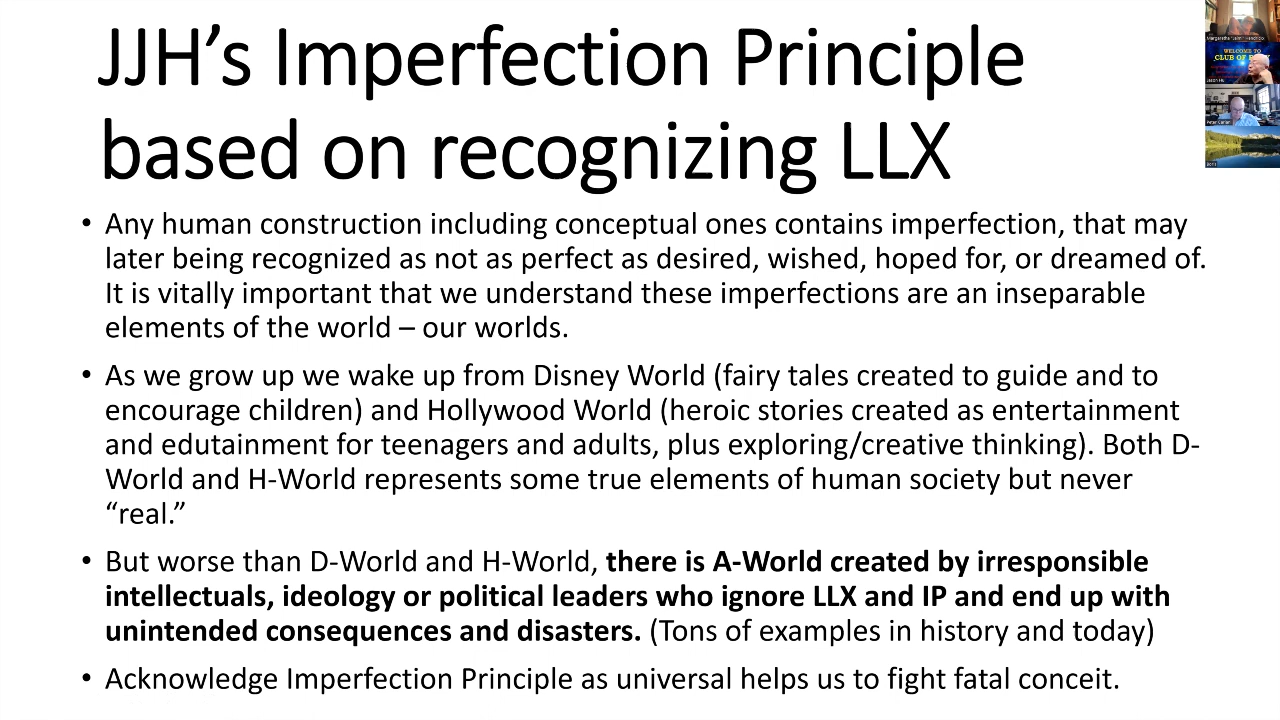 JJH’s Imperfection Principle
based on recognizing LLX
• Any human construction including conceptual ones contains imperfection, that may
later being recognized as not as perfect as desired, wished, hoped for, or dreamed of.
It is vitally important that we understand these imperfections are an inseparable
elements of the world – our worlds.
• As we grow up we wake up from Disney World (fairy tales created to guide and to
encourage children) and Hollywood World (heroic stories created as entertainment
and edutainment for teenagers and adults, plus exploring/creative thinking). Both D-
World and H-World represents some true elements of human society but never
“real.”
• But worse than D-World and H-World, there is A-World created by irresponsible
intellectuals, ideology or political leaders who ignore LLX and IP and end up with
unintended consequences and disasters. (Tons of examples in history and today)
• Acknowledge Imperfection Principle as universal helps us to fight fatal conceit.
WELCOME TO
CLUB OF